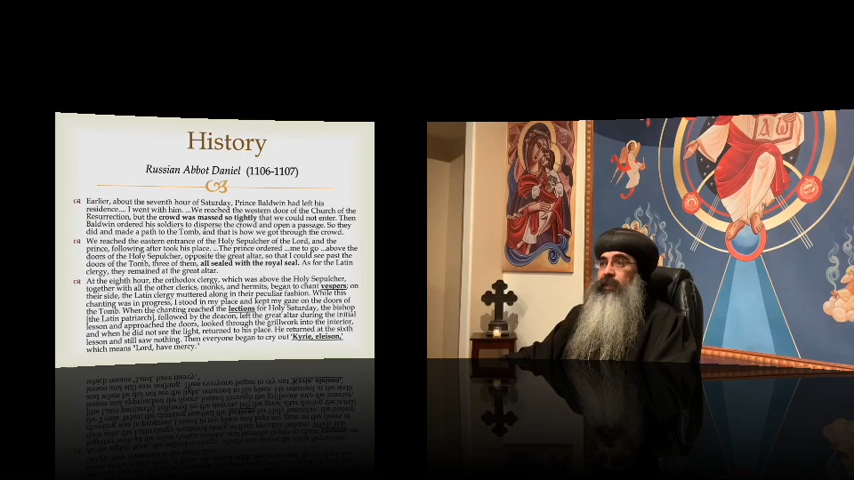 History
Russian Abbot Daniel (1106-1107)
Earlier, about the seventh hour of Saturday, Prince Baldwin had left his
residence.... I went with him. ...We reached the western door of the Church of the
Resurrection, but the crowd was massed so tightly that we could not enter. Then
Baldwin ordered his soldiers to disperse the crowd and open a passage. So they
did and made a path to the Tomb, and that is how we got through the crowd.
We reached the eastern entrance of the Holy Sepulcher of the Lord, and the
prince, following after took his place. ...The prince ordered ...me to go ..above the
doors of the Holy Sepulcher, opposite the great altar, so that I could see past the
doors of the Tomb, three of them, all sealed with the royal seal. As for the Latin
clergy, they remained at the great altar.
At the eighth hour, the orthodox clergy, which was above the Holy Sepulcher,
together with all the other clerics, monks, and hermits, began to chant vespers; on
their side, the Latin clergy muttered along in their peculiar fashion. While this
chanting was in progress, I stood in my place and kept my gaze on the doors of
the Tomb. When the chanting reached the lections for Holy Saturday, the bishop
[the Latin patriarch], followed by the deacon, left the great altar during the initial
lesson and approached the doors, looked through the grillwork into the interior,
and when he did not see the light, returned to his place. He returned at the sixth
lesson and still saw nothing. Then everyone began to cry out 'Kyrie, eleison,'
which means "Lord, have mercy."
Α Ω